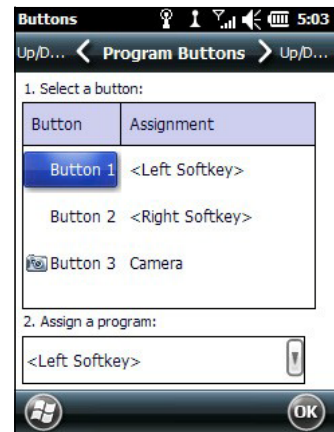 Buttons 5:03
Up/D... Program Buttons Up/D...
1. Select a button:
Button Assignment
Button 1 <Left Softkey>
Button 2 <Right Softkey>
Button 3 Camera
2. Assign a program:
<Left Softkey>
OK